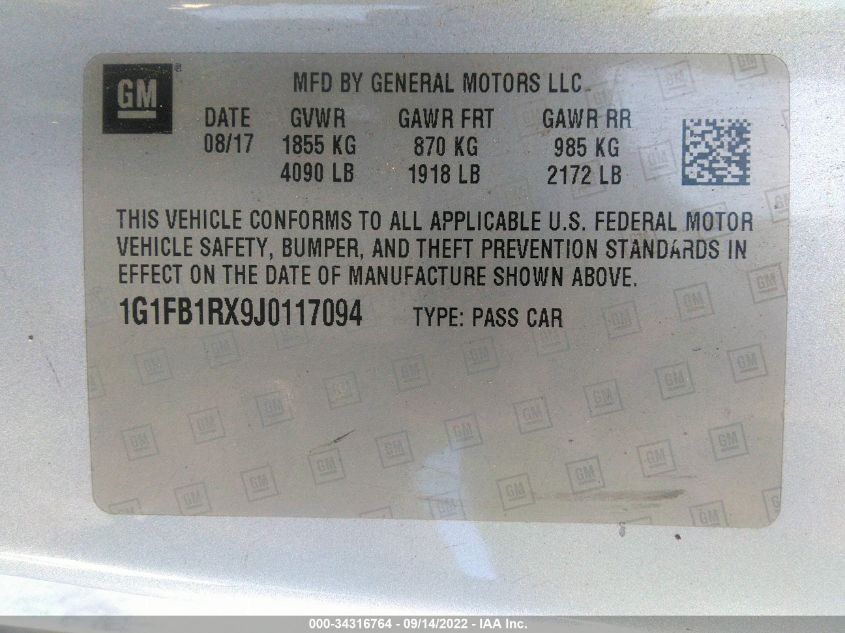 GM
MFD BY GENERAL MOTORS LLC
DATE GVWR GAWR FRT GAWR RR
08/17 1855 KG 870 KG 985 KG
4090 LB 1918 LB 2172 LB
THIS VEHICLE CONFORMS TO ALL APPLICABLE U.S. FEDERAL MOTOR
VEHICLE SAFETY, BUMPER, AND THEFT PREVENTION STANDARDS IN
EFFECT ON THE DATE OF MANUFACTURE SHOWN ABOVE.
1G1FB1RX9J0117094 TYPE: PASS CAR
000-34316764 - 09/14/2022 - IAA Inc.